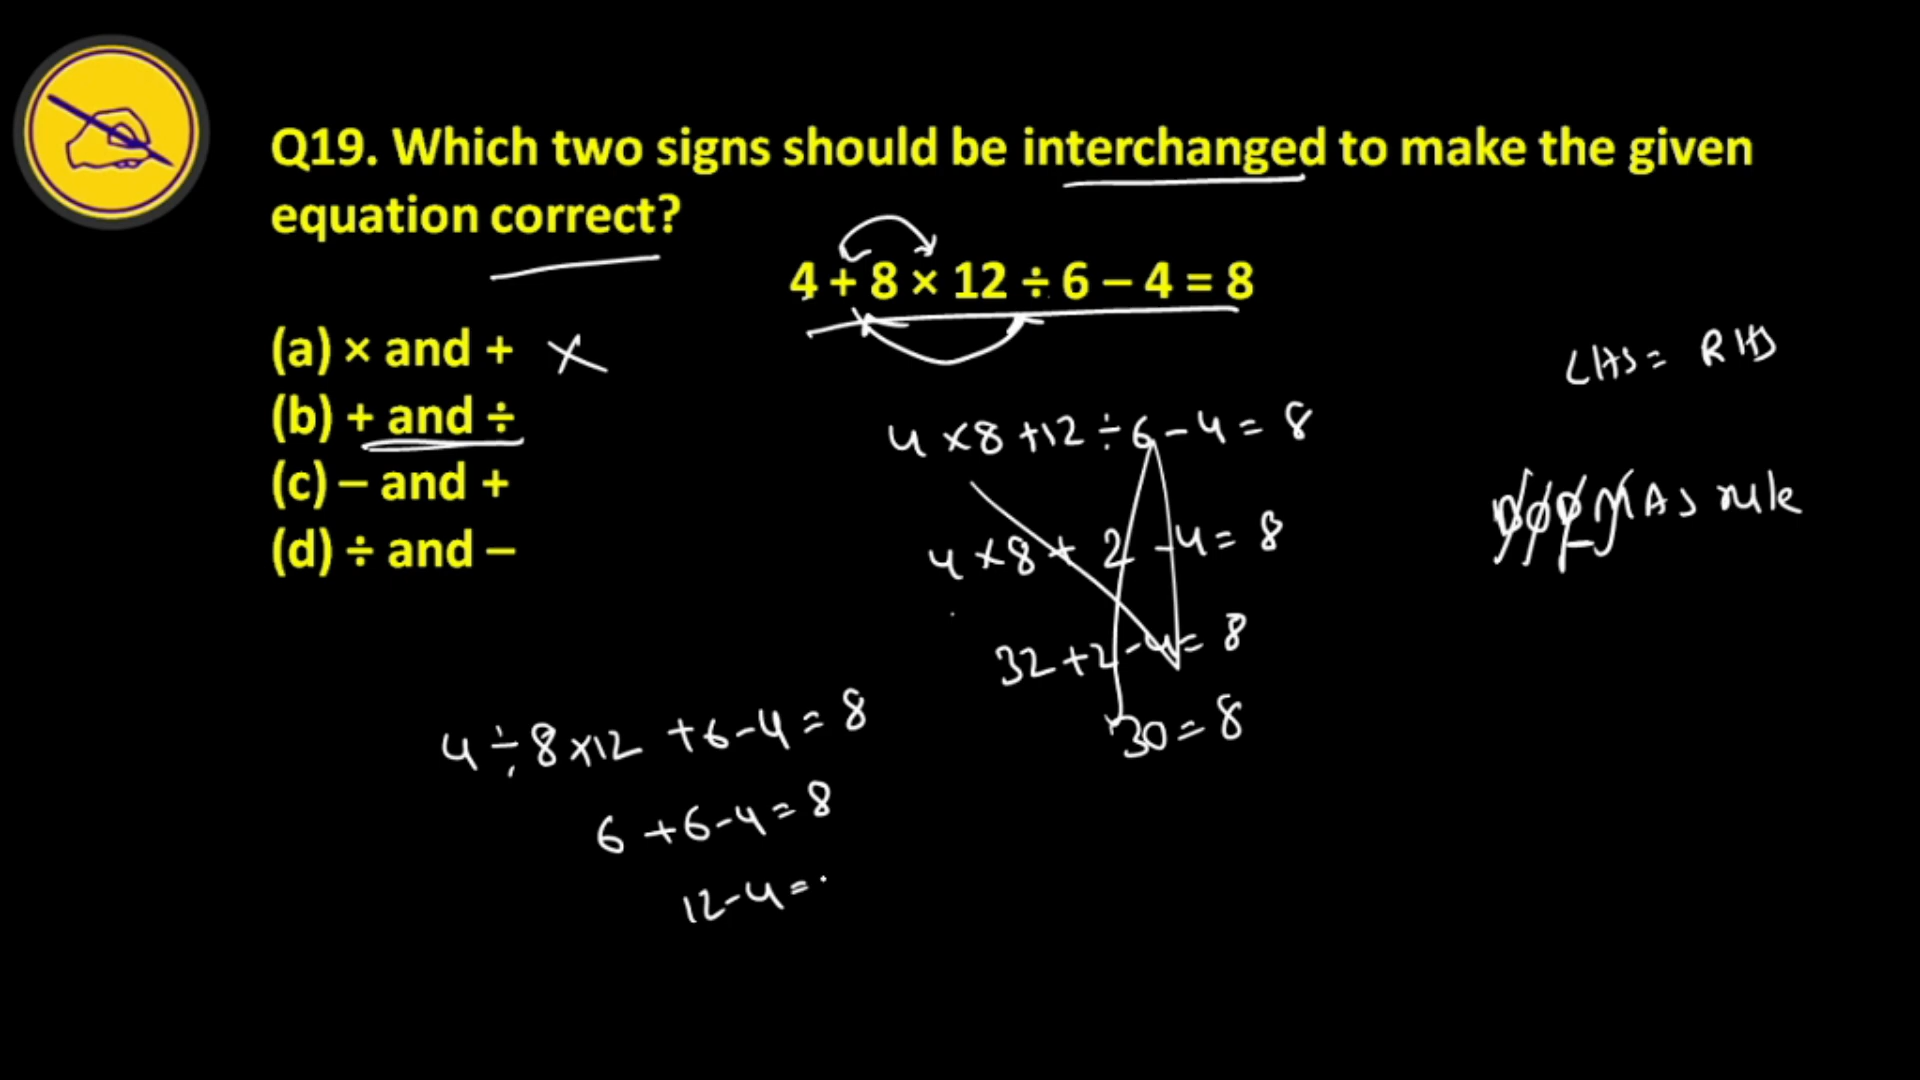 Q19. Which two signs should be interchanged to make the given
equation correct?
4 + 8 × 12 ÷ 6 – 4 = 8
(a) × and +
(b) + and ÷
(c) – and +
(d) ÷ and –
LHS = RHS
4 × 8 + 12 ÷ 6 - 4 = 8
BODMAS rule
4 × 8 + 2 - 4 = 8
32 + 2 - 4 = 8
30 = 8
4 ÷ 8 × 12 + 6 - 4 = 8
6 + 6 - 4 = 8
12 - 4 =